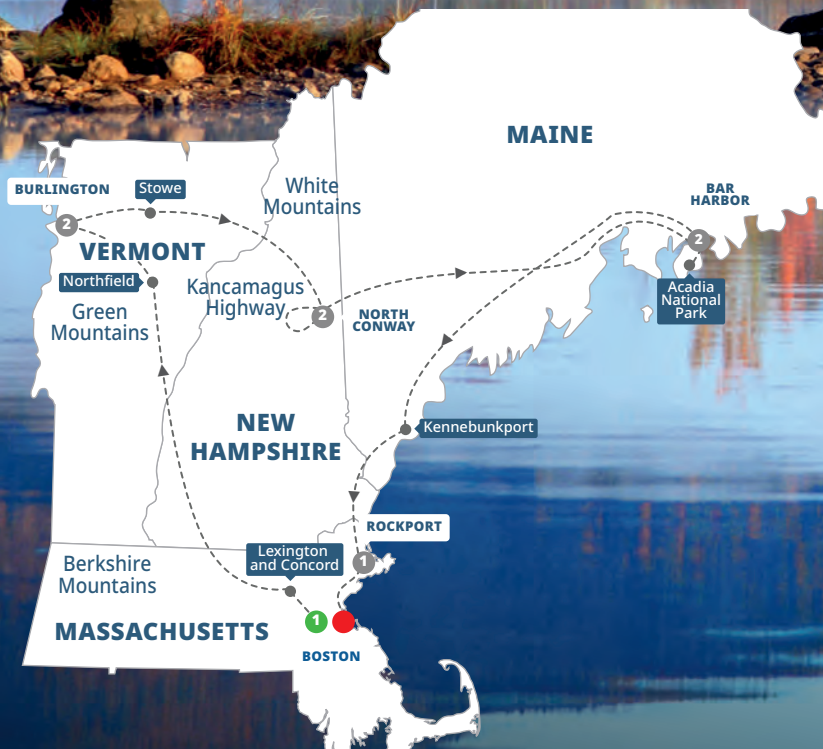 MAINE
BURLINGTON
Stowe
White
Mountains
BAR
HARBOR
2
2
VERMONT
Northfield
Kancamagus
Highway
Green
Mountains
2
NORTH
CONWAY
Acadia
National
Park
NEW
HAMPSHIRE
Kennebunkport
ROCKPORT
Lexington
and Concord
1
Berkshire
Mountains
MASSACHUSETTS
1
BOSTON